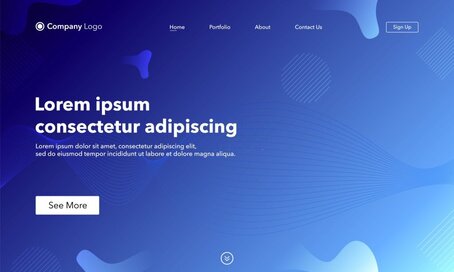 Company Logo
Home
Portfolio
About
Contact Us
Sign Up
Lorem ipsum
consectetur adipiscing
Lorem ipsum dolor sit amet, consectetur adipiscing elit,
sed do eiusmod tempor incididunt ut labore et dolore magna aliqua.
See More